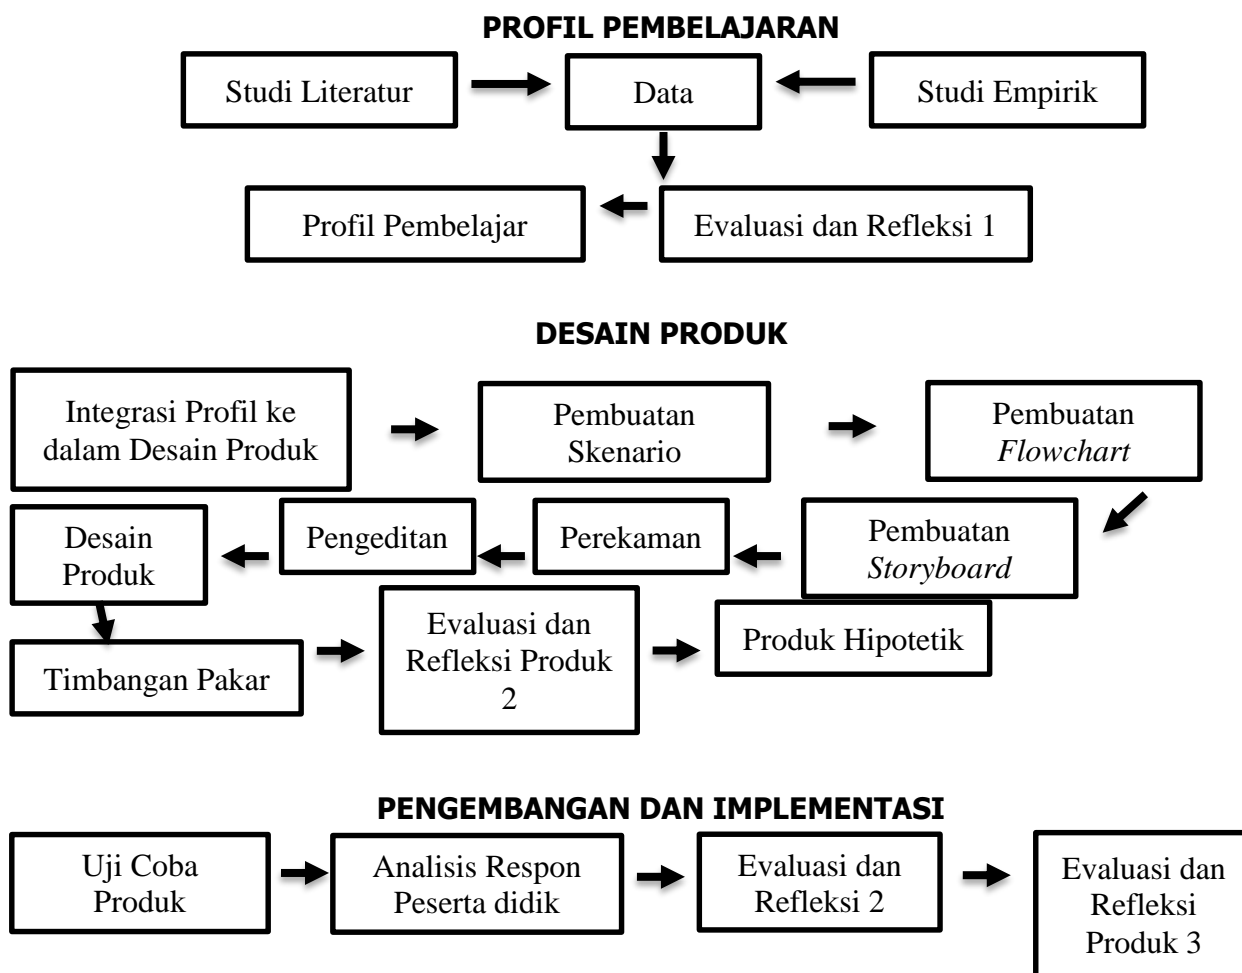 PROFIL PEMBELAJARAN
Studi Literatur
Data
Studi Empirik
Profil Pembelajar
Evaluasi dan Refleksi 1
DESAIN PRODUK
Integrasi Profil ke
dalam Desain Produk
Pembuatan
Skenario
Pembuatan
Flowchart
Pembuatan
Storyboard
Perekaman
Pengeditan
Desain
Produk
Timbangan Pakar
Evaluasi dan
Refleksi Produk
2
Produk Hipotetik
PENGEMBANGAN DAN IMPLEMENTASI
Uji Coba
Produk
Analisis Respon
Peserta didik
Evaluasi dan
Refleksi 2
Evaluasi dan
Refleksi
Produk 3